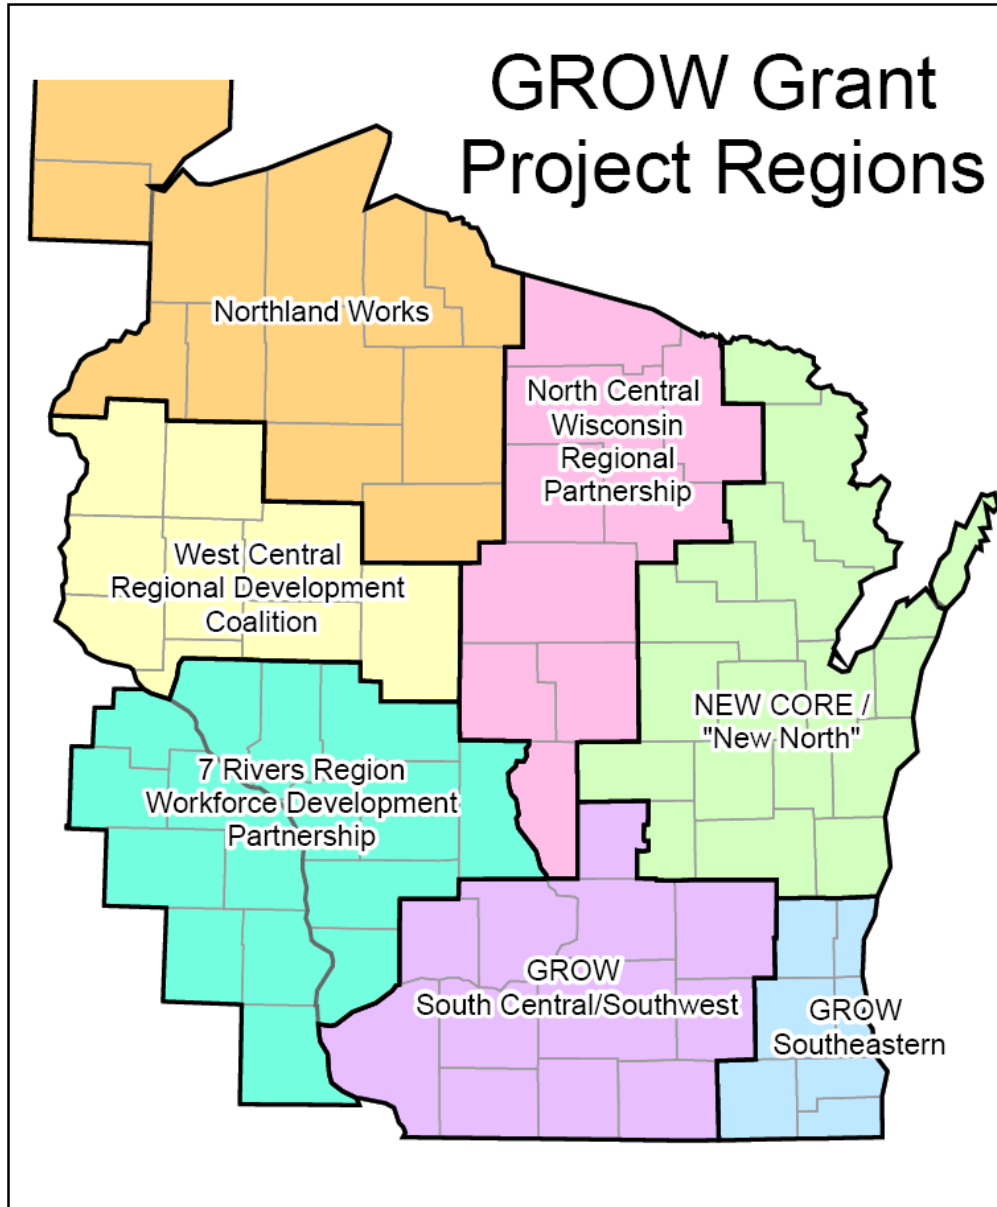 GROW Grant
Project Regions
Northland Works
North Central
Wisconsin
Regional
Partnership
West Central
Regional Development
Coalition
NEW CORE /
"New North"
7 Rivers Region
Workforce Development
Partnership
GROW
South Central/Southwest
GROW
Southeastern